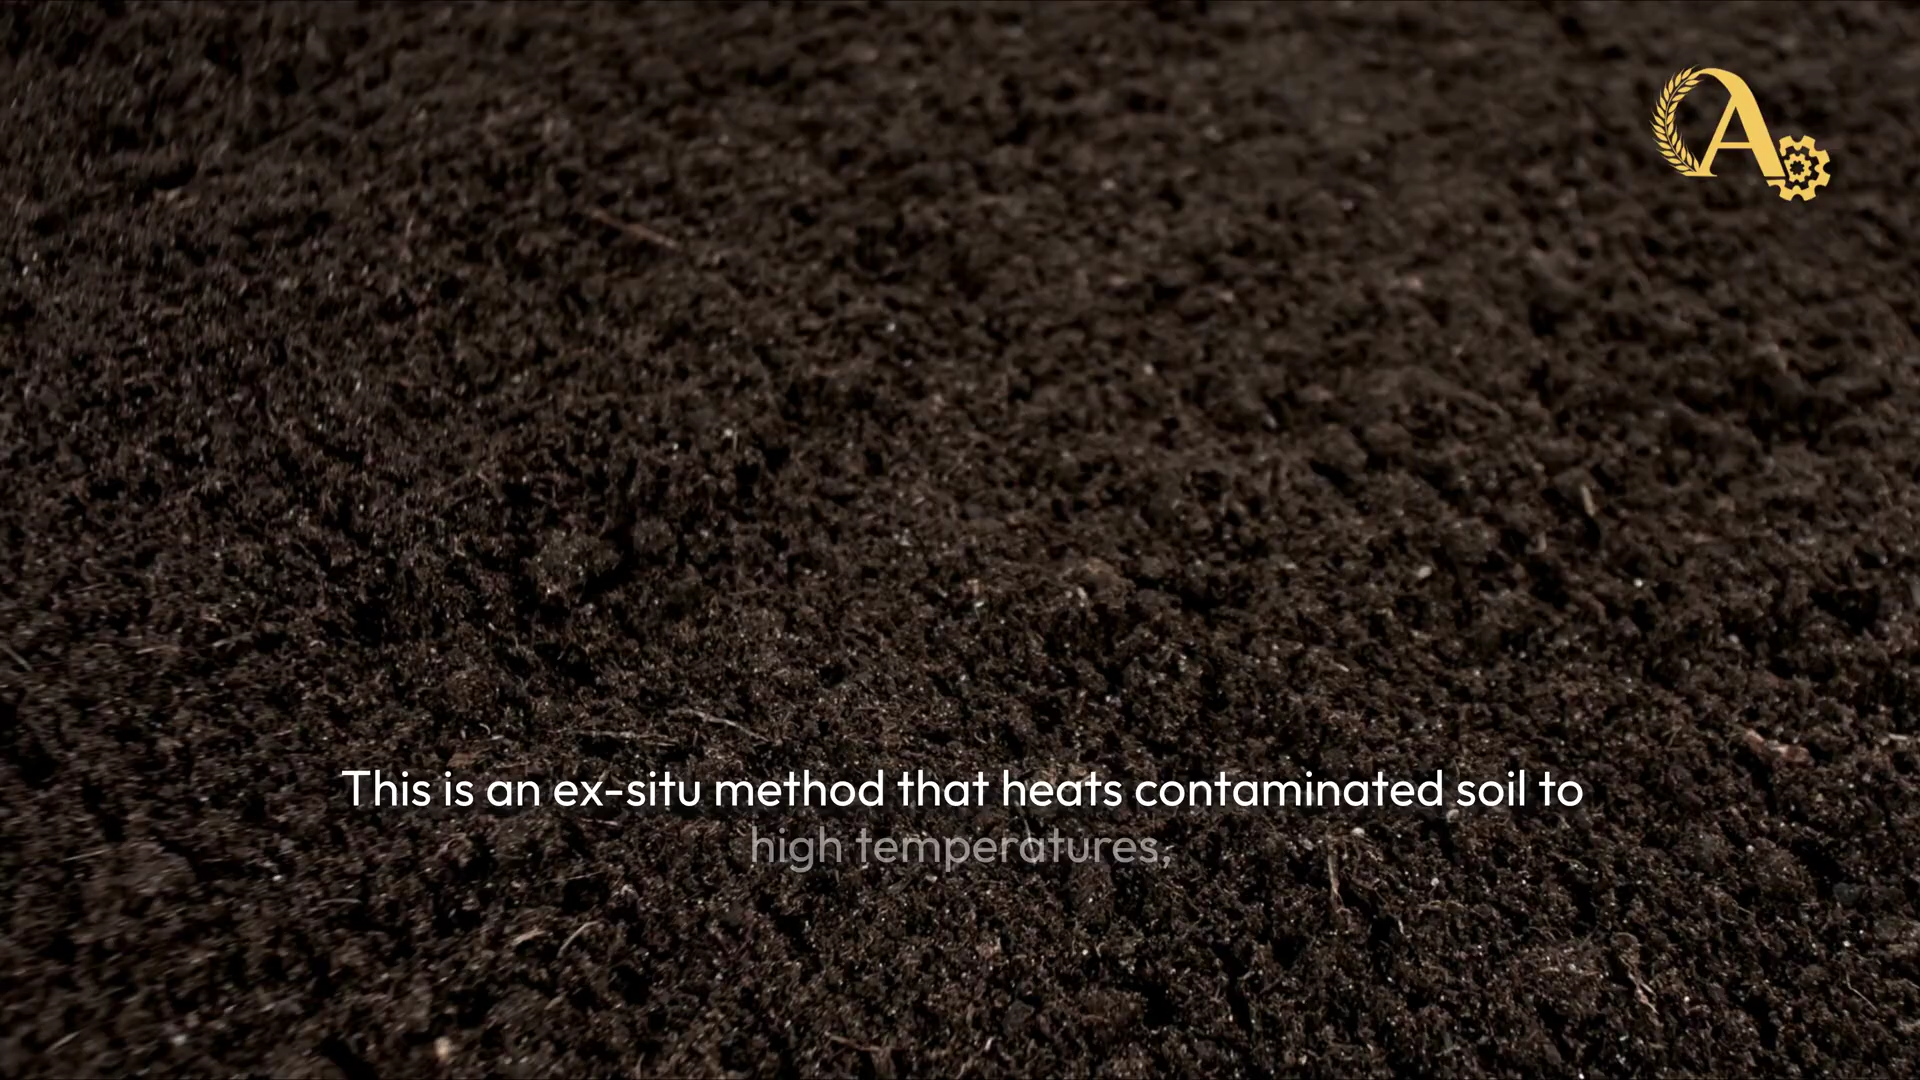 A
This is an ex-situ method that heats contaminated soil to
high temperatures,